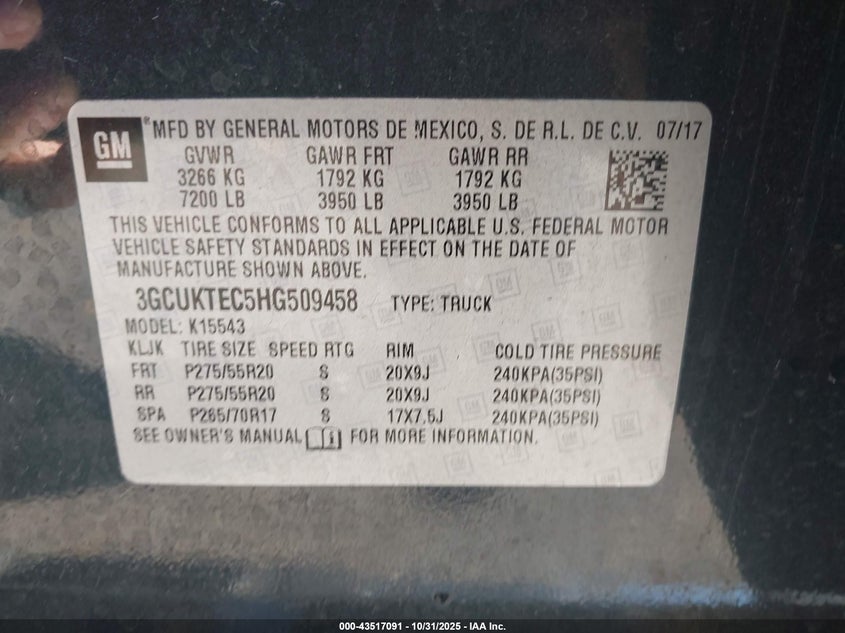 GM ® MFD BY GENERAL MOTORS DE MEXICO, S. DE R.L. DE C.V. 07/17
GVWR GAWR FRT GAWR RR
3266 KG 1792 KG 1792 KG
7200 LB 3950 LB 3950 LB
THIS VEHICLE CONFORMS TO ALL APPLICABLE U.S. FEDERAL MOTOR
VEHICLE SAFETY STANDARDS IN EFFECT ON THE DATE OF
MANUFACTURE SHOWN ABOVE.
3GCUKTEC5HG509458 TYPE: TRUCK
MODEL: K15543
KLJK TIRE SIZE SPEED RTG RIM COLD TIRE PRESSURE
FRT P275/55R20 S 20X9J 240KPA(35PSI)
RR P275/55R20 S 20X9J 240KPA(35PSI)
SPA P265/70R17 S 17X7.5J 240KPA(35PSI)
SEE OWNER'S MANUAL FOR MORE INFORMATION.
000-43517091 - 10/31/2025 - IAA Inc.